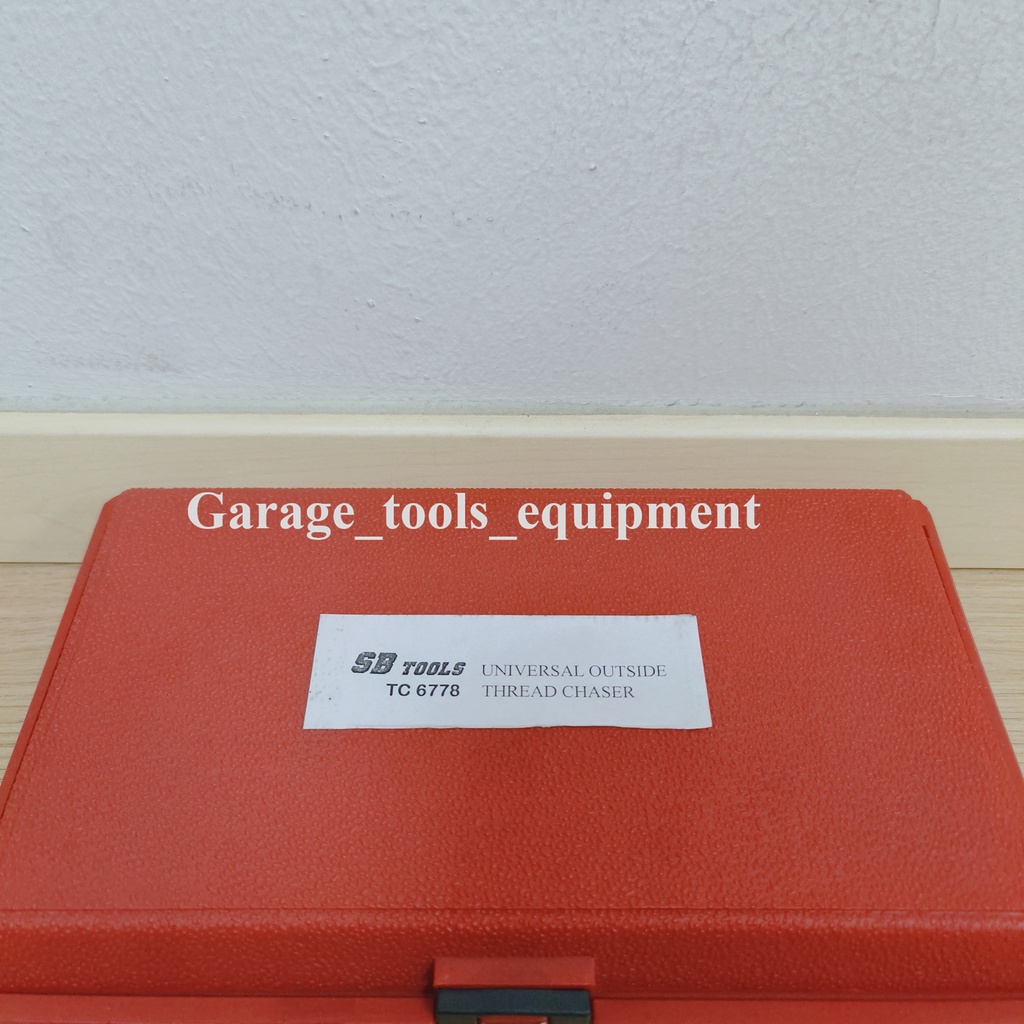 Garage_tools_equipment
SB TOOLS UNIVERSAL OUTSIDE
TC 6778 THREAD CHASER